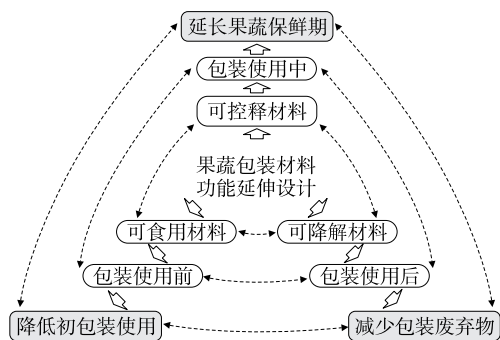 延长果蔬保鲜期
包装使用中
可控释材料
果蔬包装材料
功能延伸设计
可食用材料
可降解材料
包装使用前
包装使用后
降低初包装使用
减少包装废弃物